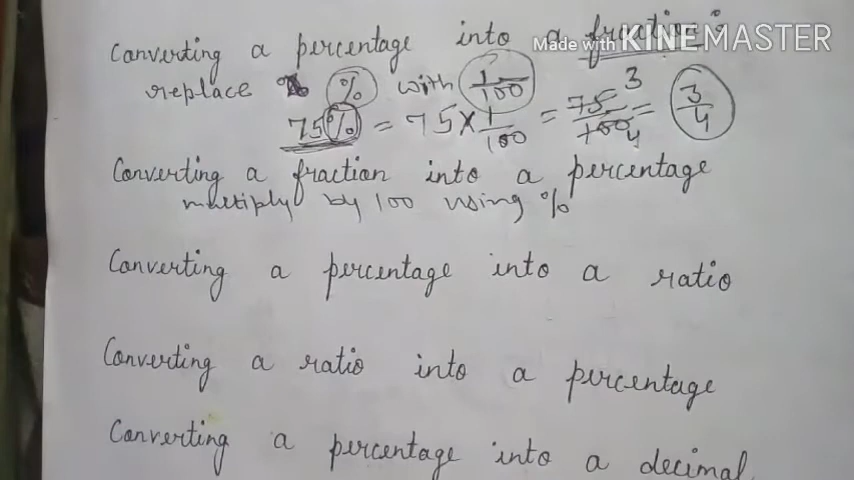 Converting a percentage into a fraction :
Made with KINEMASTER
replace % % with 1/100
75% = 75 × 1/100 = 75/100 3 4 = 3/4
Converting a fraction into a percentage
multiply by 100 using %
Converting a percentage into a ratio
Converting a ratio into a percentage
Converting a percentage into a decimal